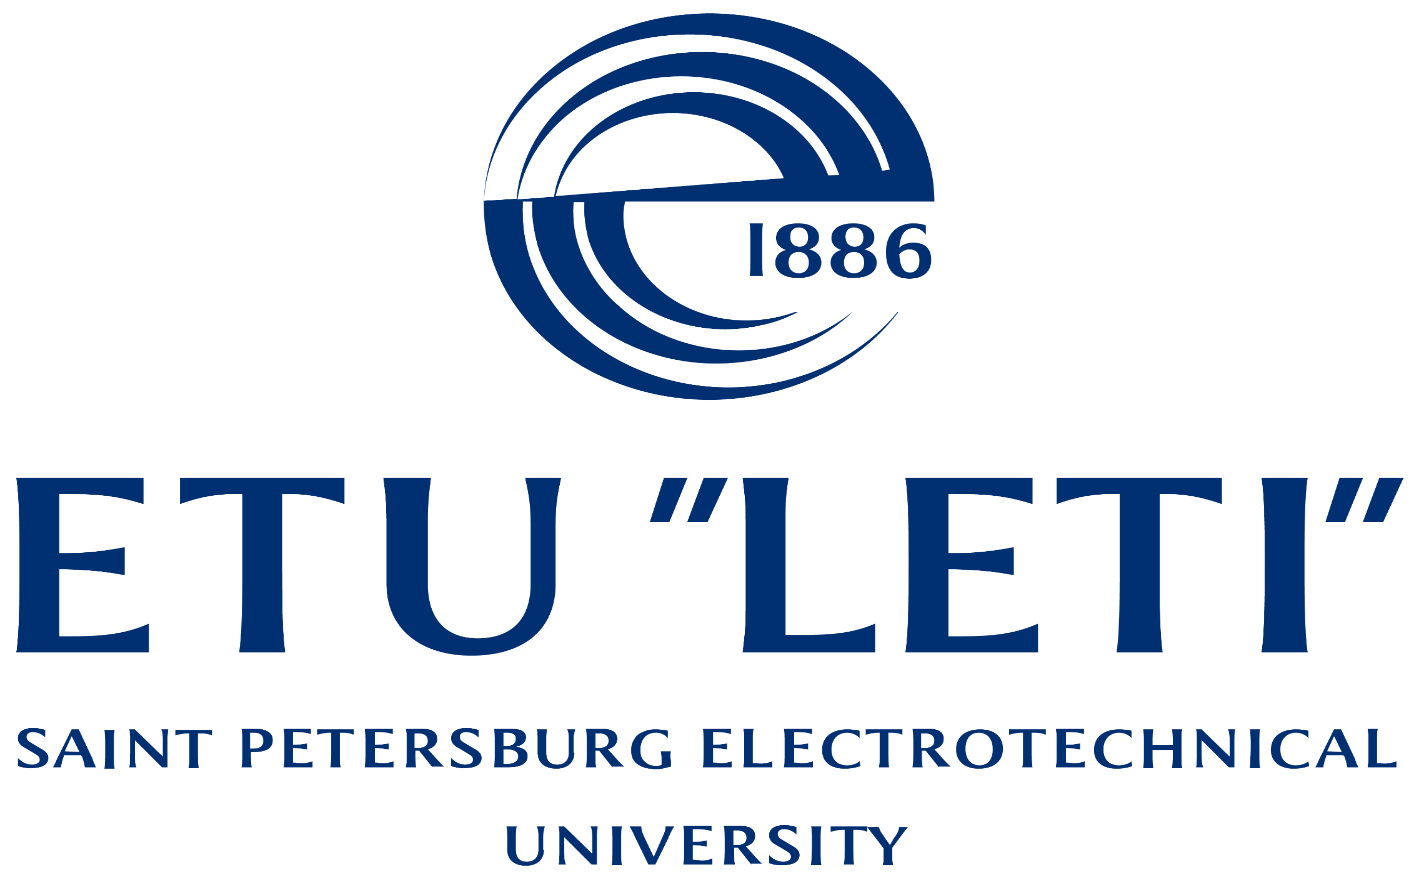 1886
ETU "LETI"
SAINT PETERSBURG ELECTROTECHNICAL
UNIVERSITY